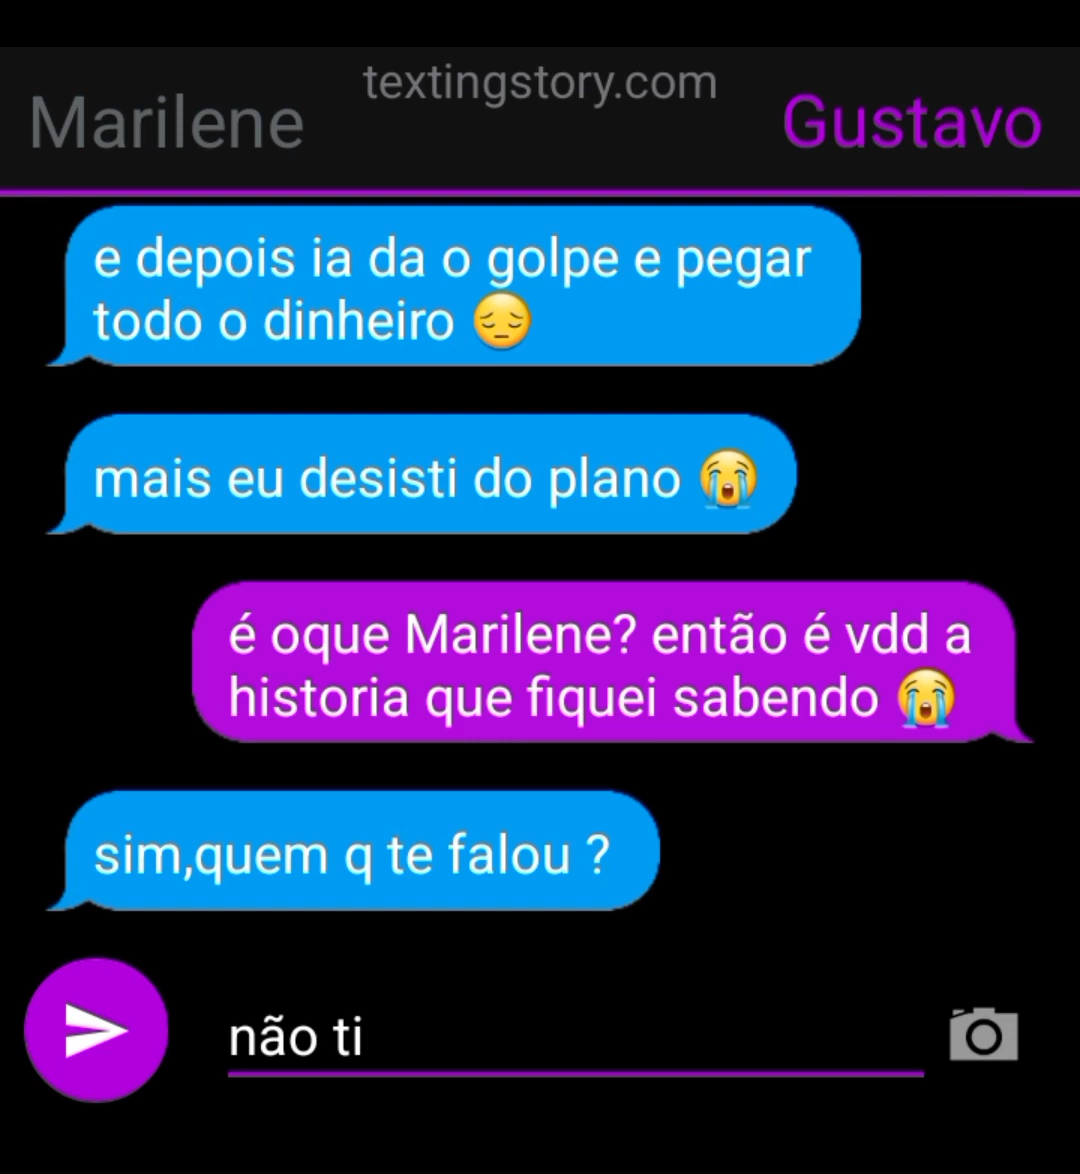 textingstory.com
Marilene
Gustavo
e depois ia da o golpe e pegar
todo o dinheiro 😔
mais eu desisti do plano 😭
é oque Marilene? então é vdd a
historia que fiquei sabendo 😭
sim,quem q te falou ?
não ti